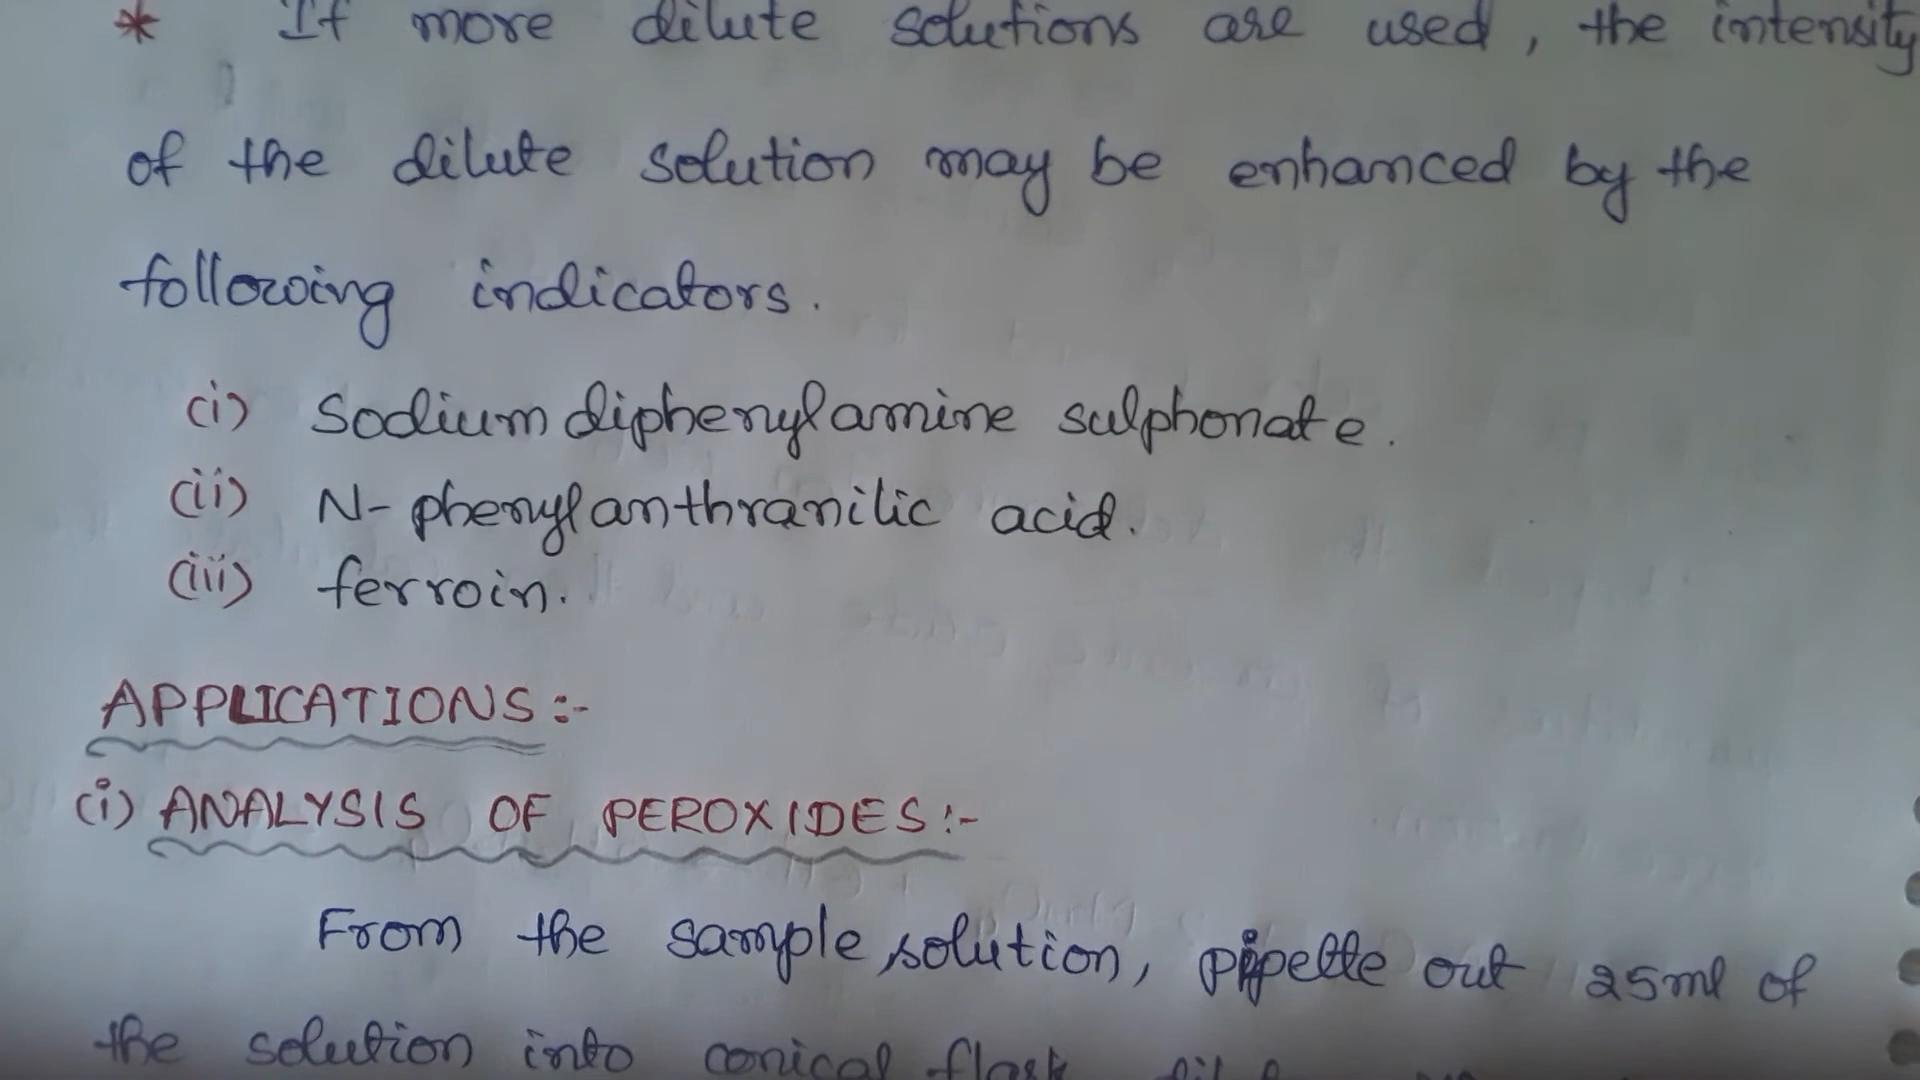 * If more dilute solutions are used, the intensity
of the dilute solution may be enhanced by the
following indicators.
(i) Sodium diphenylamine sulphonate.
(ii) N-phenylanthranilic acid.
(iii) ferroin.
APPLICATIONS:-
(i) ANALYSIS OF PEROXIDES:-
From the sample solution, pipette out 25ml of
the solution into conical flask